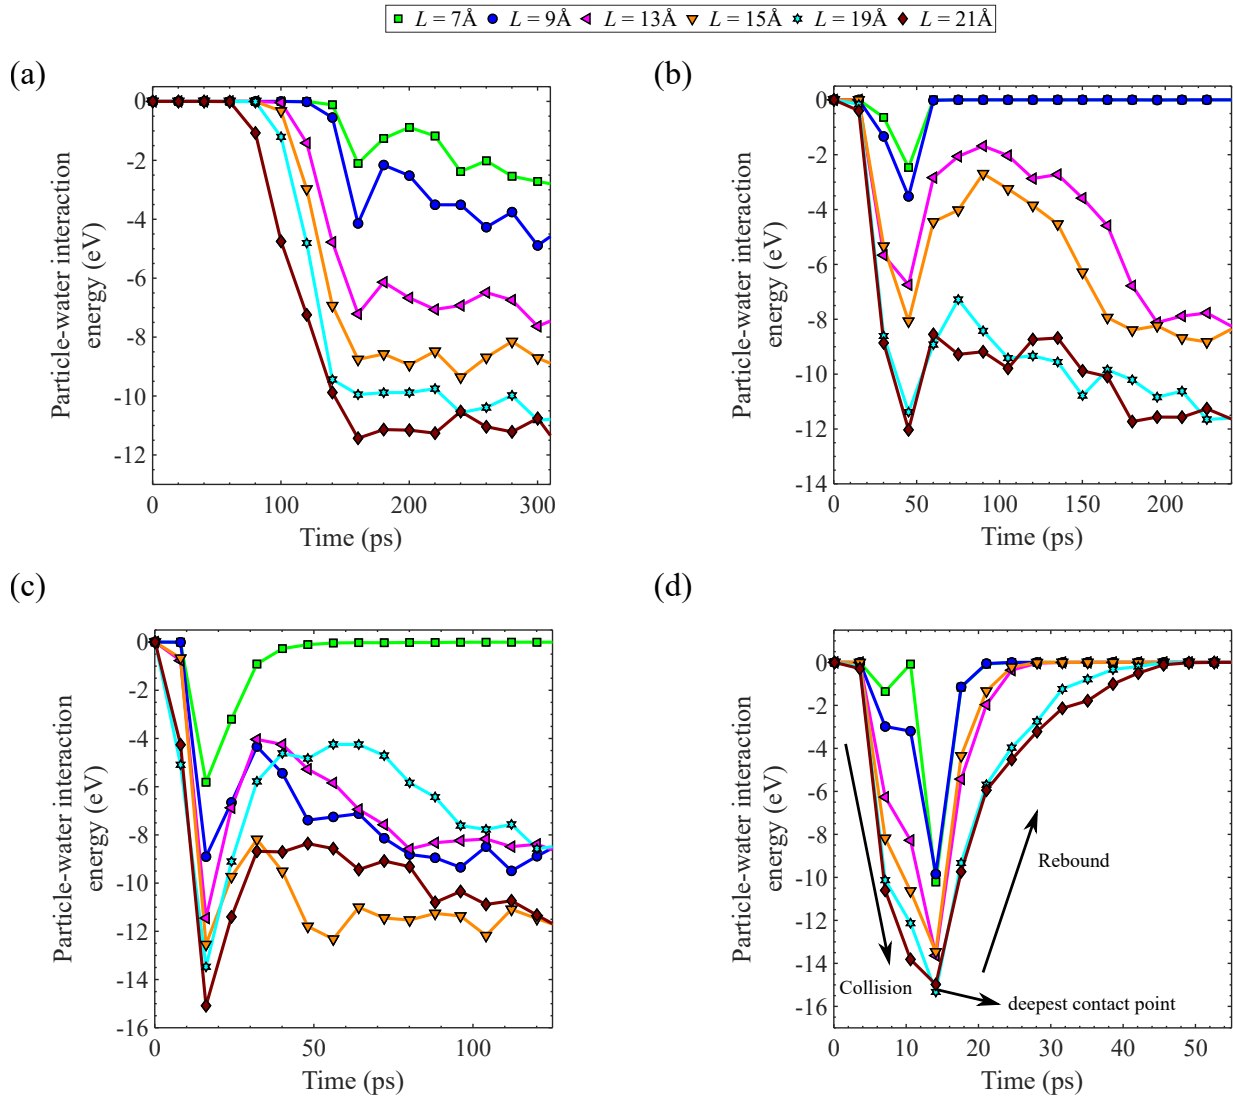 L = 7Å L = 9Å L = 13Å L = 15Å L = 19Å L = 21Å
(a)
Particle-water interaction
energy (eV)
0
-2
-4
-6
-8
-10
-12
0 100 200 300
Time (ps)
(b)
Particle-water interaction
energy (eV)
0
-2
-4
-6
-8
-10
-12
-14
0 50 100 150 200
Time (ps)
(c)
Particle-water interaction
energy (eV)
0
-2
-4
-6
-8
-10
-12
-14
-16
0 50 100
Time (ps)
(d)
Particle-water interaction
energy (eV)
0
-2
-4
-6
-8
-10
-12
-14
-16
Rebound
Collision
deepest contact point
0 10 20 30 40 50
Time (ps)